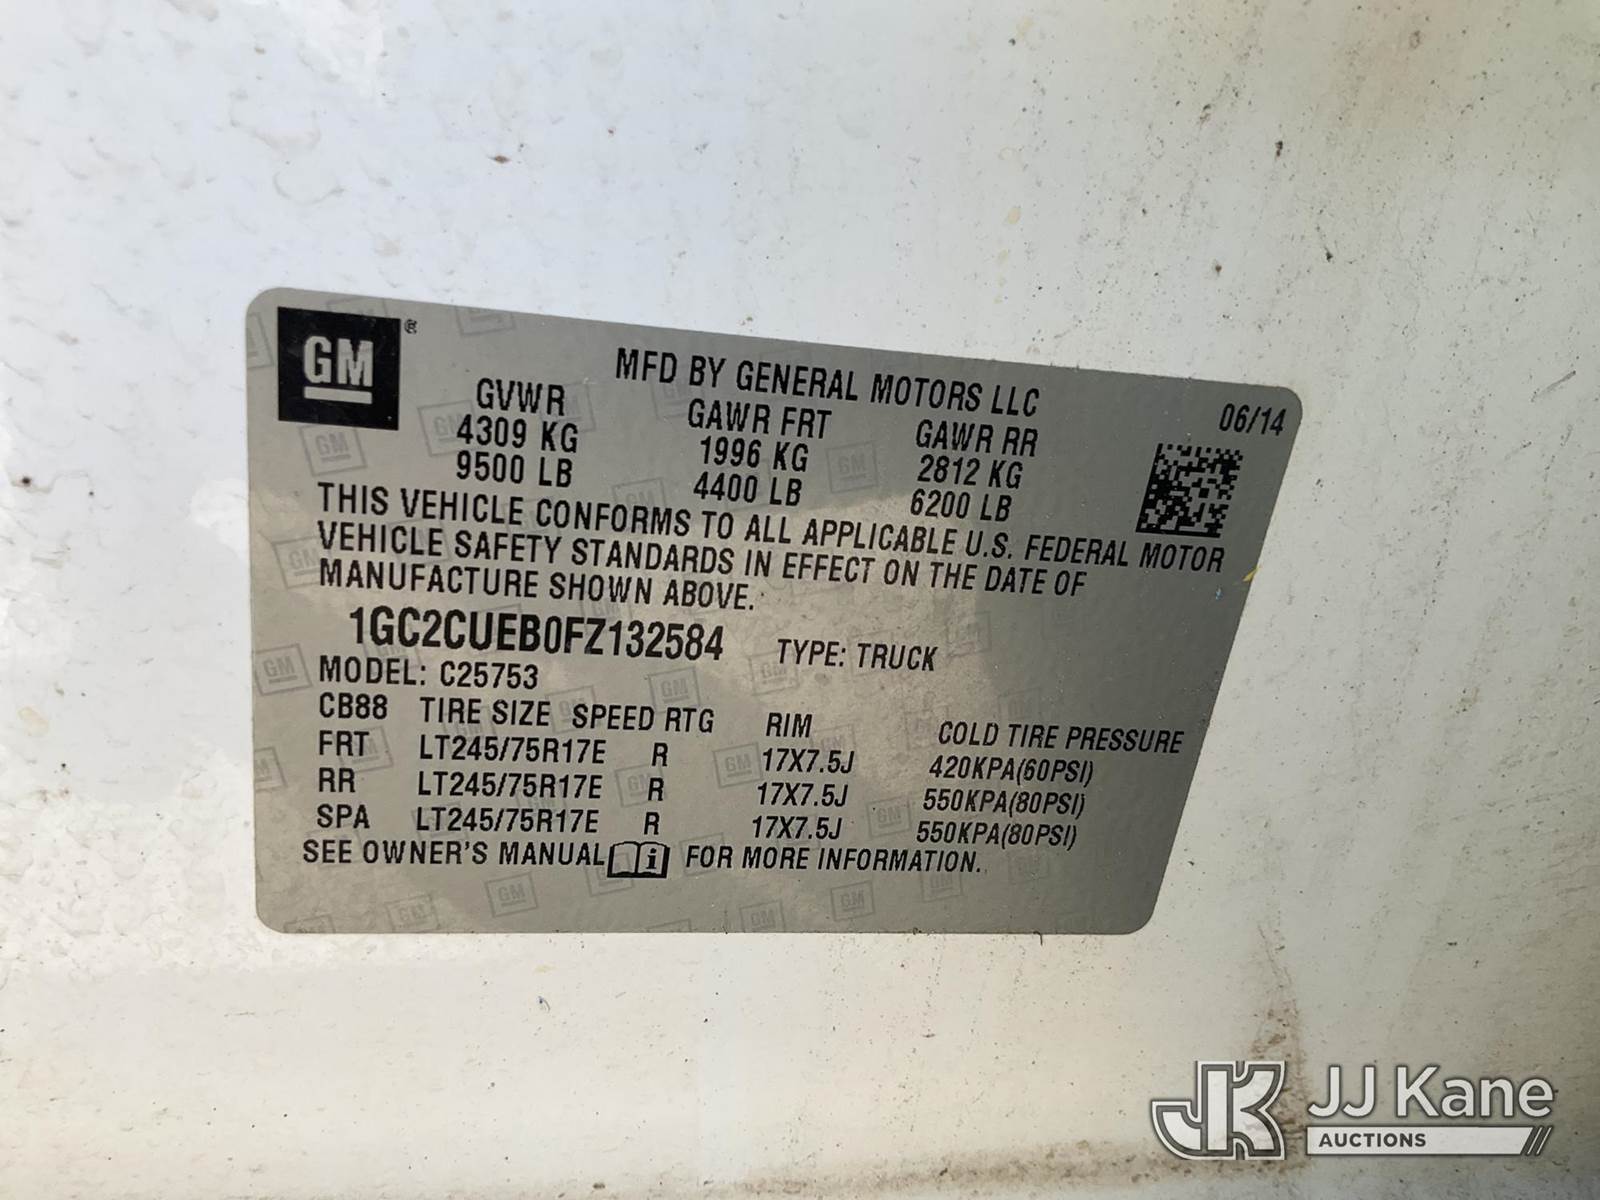 GM®
MFD BY GENERAL MOTORS LLC
06/14
GVWR GAWR FRT GAWR RR
4309 KG 1996 KG 2812 KG
9500 LB 4400 LB 6200 LB
THIS VEHICLE CONFORMS TO ALL APPLICABLE U.S. FEDERAL MOTOR
VEHICLE SAFETY STANDARDS IN EFFECT ON THE DATE OF
MANUFACTURE SHOWN ABOVE.
1GC2CUEB0FZ132584 TYPE: TRUCK
MODEL: C25753
CB88 TIRE SIZE SPEED RTG RIM COLD TIRE PRESSURE
FRT LT245/75R17E R 17X7.5J 420KPA(60PSI)
RR LT245/75R17E R 17X7.5J 550KPA(80PSI)
SPA LT245/75R17E R 17X7.5J 550KPA(80PSI)
SEE OWNER'S MANUAL i FOR MORE INFORMATION.
JK JJ Kane
AUCTIONS